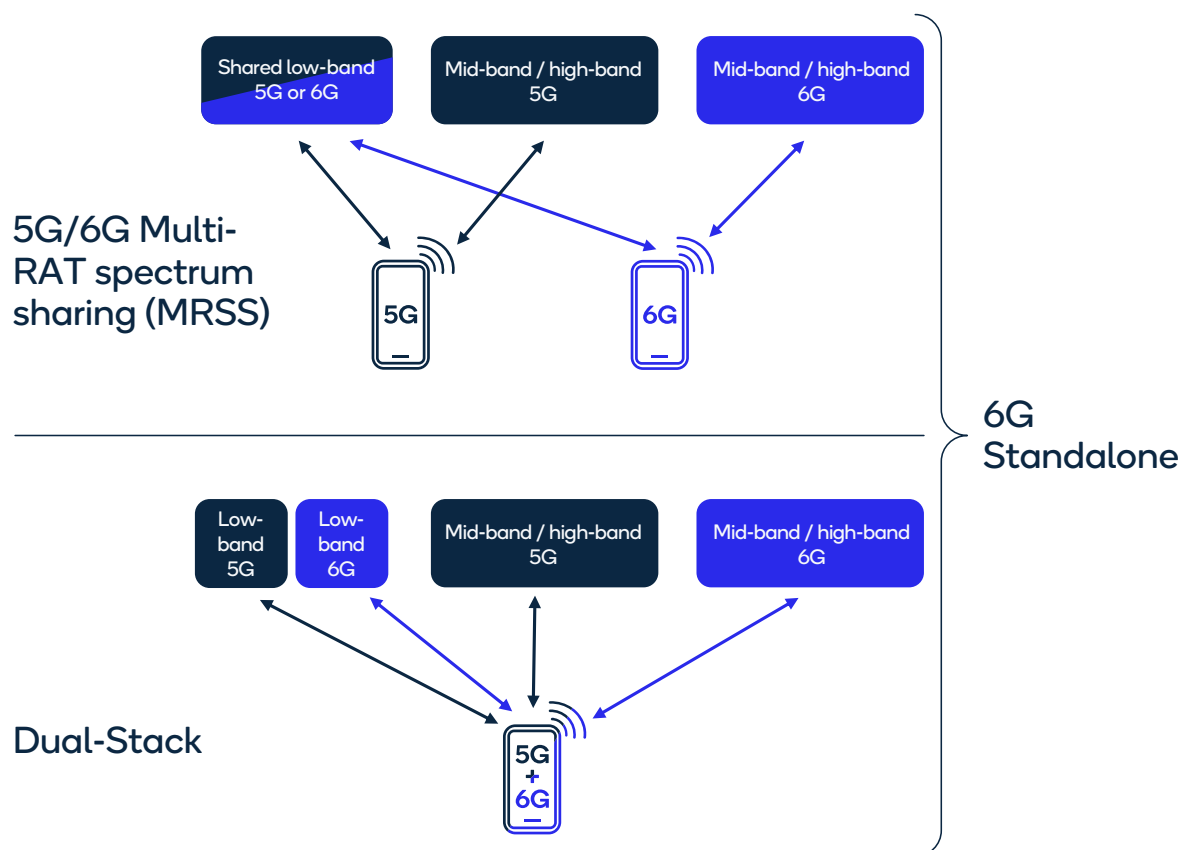 Shared low-band
5G or 6G
Mid-band / high-band
5G
Mid-band / high-band
6G
5G/6G Multi-
RAT spectrum
sharing (MRSS)
5G
6G
6G
Standalone
Low-
band
5G
Low-
band
6G
Mid-band / high-band
5G
Mid-band / high-band
6G
Dual-Stack
5G
+
6G